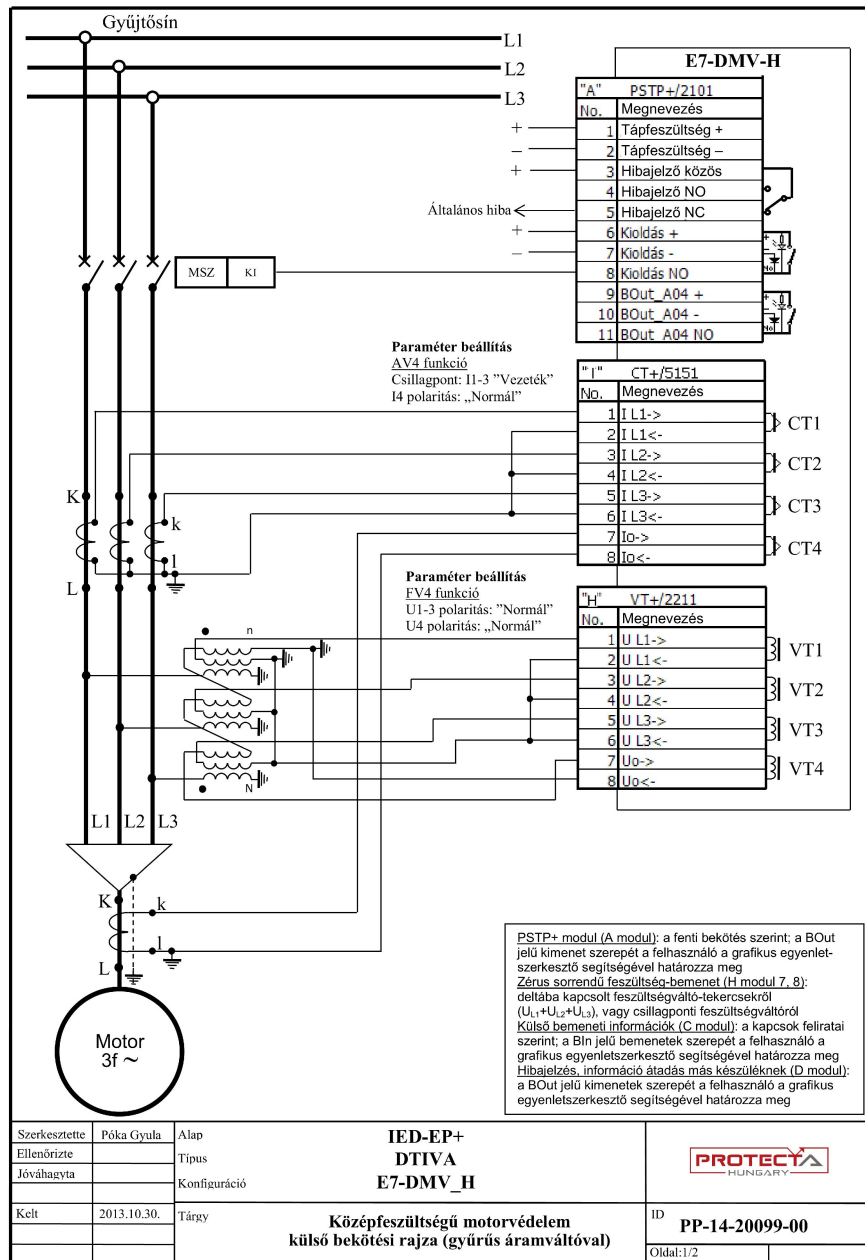 Gyűjtősín
L1
L2
L3
E7-DMV-H
"A" PSTP+/2101
No. Megnevezés
+ 1 Tápfeszültség +
– 2 Tápfeszültség –
+ 3 Hibajelző közös
4 Hibajelző NO
Általános hiba 5 Hibajelző NC
+ 6 Kioldás +
– 7 Kioldás -
MSZ KI 8 Kioldás NO
9 BOut_A04 +
10 BOut_A04 -
11 BOut_A04 NO
Paraméter beállítás
AV4 funkció
Csillagpont: I1-3 ”Vezeték”
I4 polaritás: „Normál”
"I" CT+/5151
No. Megnevezés
1 I L1->
2 I L1<-
CT1
3 I L2->
4 I L2<-
CT2
5 I L3->
6 I L3<-
CT3
7 Io->
8 Io<-
CT4
K
k
l
L
Paraméter beállítás
FV4 funkció
U1-3 polaritás: ”Normál”
U4 polaritás: „Normál”
"H" VT+/2211
No. Megnevezés
1 U L1->
2 U L1<-
VT1
3 U L2->
4 U L2<-
VT2
5 U L3->
6 U L3<-
VT3
7 Uo->
8 Uo<-
VT4
n
N
L1 L2 L3
K
k
l
L
Motor
3f ~
PSTP+ modul (A modul): a fenti bekötés szerint; a BOut
jelű kimenet szerepét a felhasználó a grafikus egyenlet-
szerkesztő segítségével határozza meg
Zérus sorrendű feszültség-bemenet (H modul 7, 8):
deltába kapcsolt feszültségváltó-tekercsekről
(UL1+UL2+UL3), vagy csillagponti feszültségváltóról
Külső bemeneti információk (C modul): a kapcsok feliratai
szerint; a BIn jelű bemenetek szerepét a felhasználó a
grafikus egyenletszerkesztő segítségével határozza meg
Hibajelzés, információ átadás más készüléknek (D modul):
a BOut jelű kimenetek szerepét a felhasználó a grafikus
egyenletszerkesztő segítségével határozza meg
Szerkesztette Póka Gyula
Ellenőrizte
Jóváhagyta
Kelt 2013.10.30.
Alap IED-EP+
Típus DTIVA
Konfiguráció E7-DMV_H
Tárgy Középfeszültségű motorvédelem
külső bekötési rajza (gyűrűs áramváltóval)
PROTECTA
HUNGARY
ID
PP-14-20099-00
Oldal:1/2